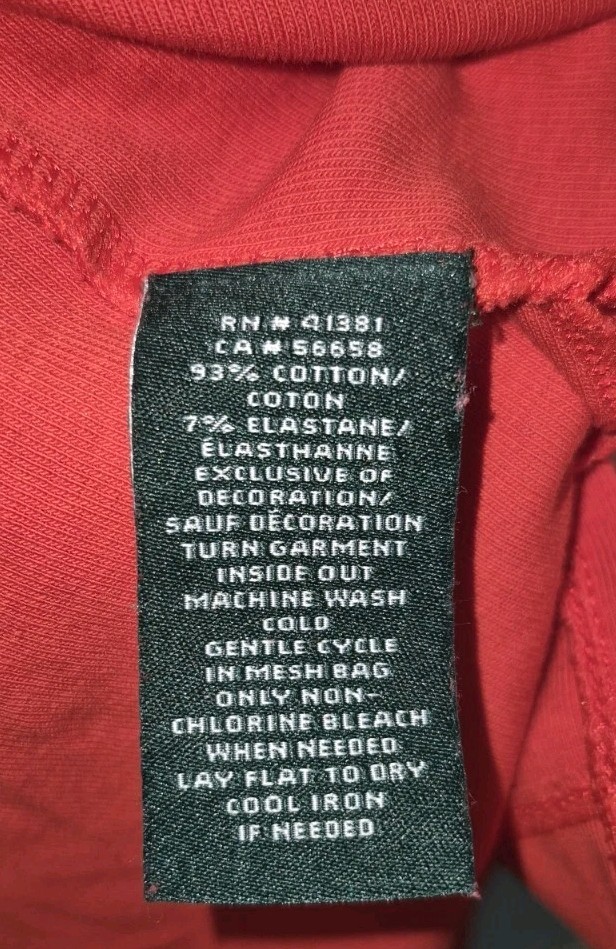 RN # 41381
CA # 56658
93% COTTON/
COTON
7% ELASTANE/
ÉLASTHANNE
EXCLUSIVE OF
DECORATION/
SAUF DÉCORATION
TURN GARMENT
INSIDE OUT
MACHINE WASH
COLD
GENTLE CYCLE
IN MESH BAG
ONLY NON-
CHLORINE BLEACH
WHEN NEEDED
LAY FLAT TO DRY
COOL IRON
IF NEEDED